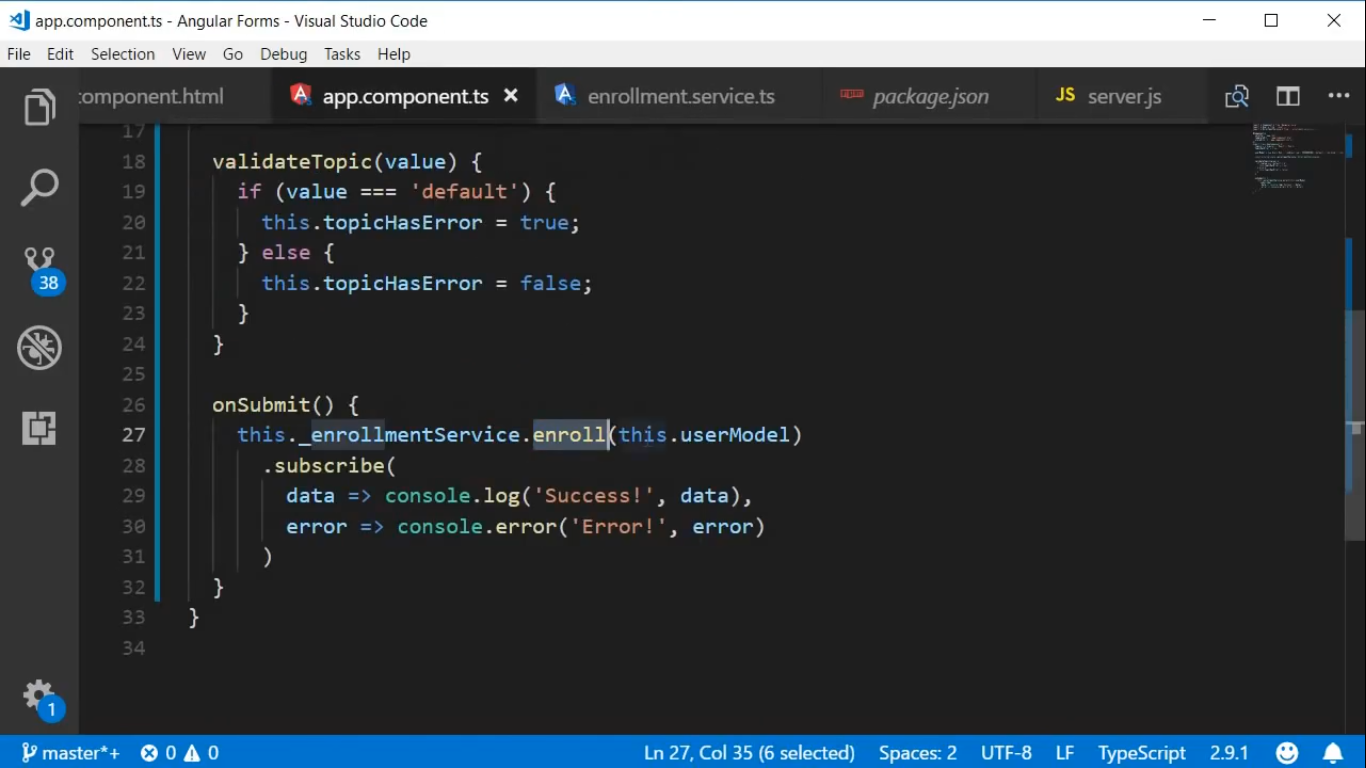 app.component.ts - Angular Forms - Visual Studio Code
File Edit Selection View Go Debug Tasks Help
component.html app.component.ts enrollment.service.ts package.json JS server.js
17
18 validateTopic(value) {
19 if (value === 'default') {
20 this.topicHasError = true;
21 } else {
22 this.topicHasError = false;
23 }
24 }
25
26 onSubmit() {
27 this._enrollmentService.enroll(this.userModel)
28 .subscribe(
29 data => console.log('Success!', data),
30 error => console.error('Error!', error)
31 )
32 }
33 }
34
38
1
master*+ 0 0 Ln 27, Col 35 (6 selected) Spaces: 2 UTF-8 LF TypeScript 2.9.1